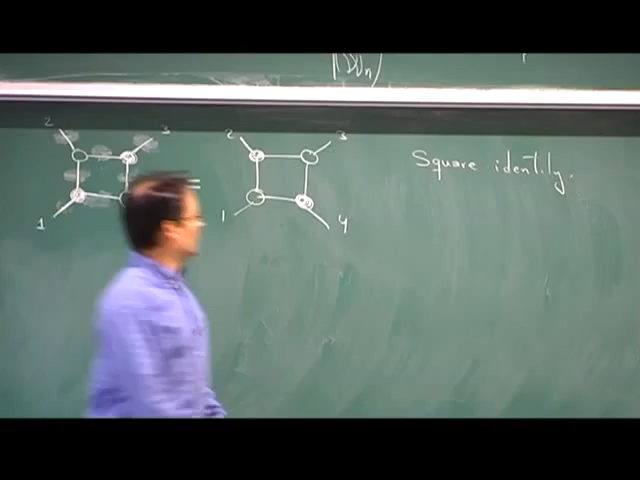 2 3 2 3
Square identity.
=
1 1 4